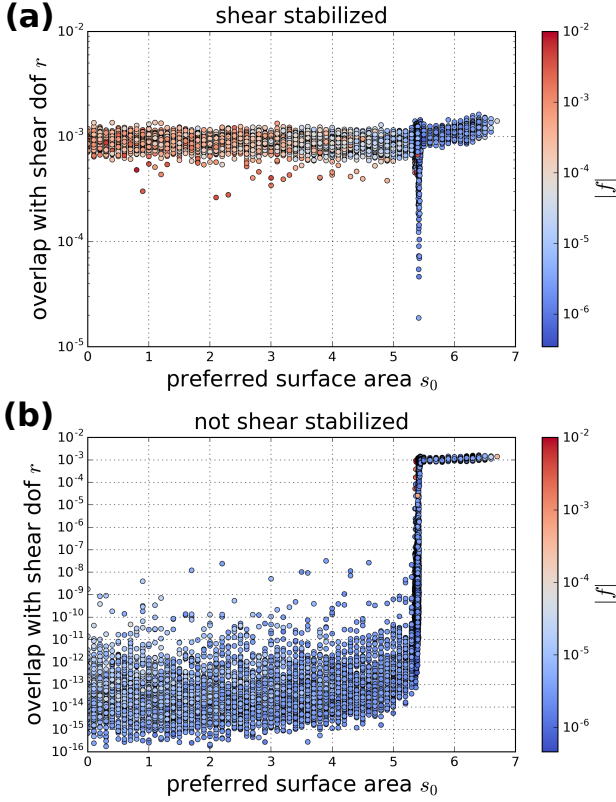 (a)
shear stabilized
overlap with shear dof r
10^-2
10^-3
10^-4
10^-5
0 1 2 3 4 5 6 7
preferred surface area s_0
10^-2
10^-3
10^-4
10^-5
10^-6
|f|
(b)
not shear stabilized
overlap with shear dof r
10^-2
10^-3
10^-4
10^-5
10^-6
10^-7
10^-8
10^-9
10^-10
10^-11
10^-12
10^-13
10^-14
10^-15
10^-16
0 1 2 3 4 5 6 7
preferred surface area s_0
10^-2
10^-3
10^-4
10^-5
10^-6
|f|